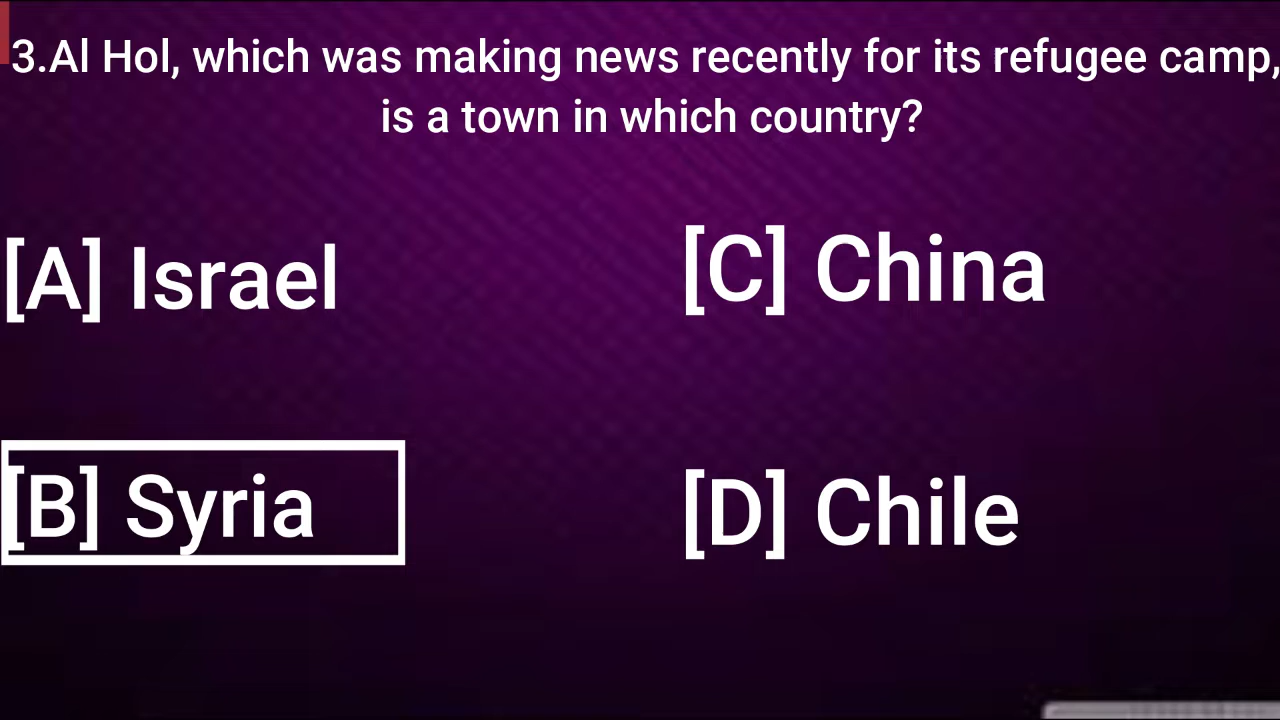 3.Al Hol, which was making news recently for its refugee camp,
is a town in which country?
[A] Israel
[C] China
[B] Syria
[D] Chile